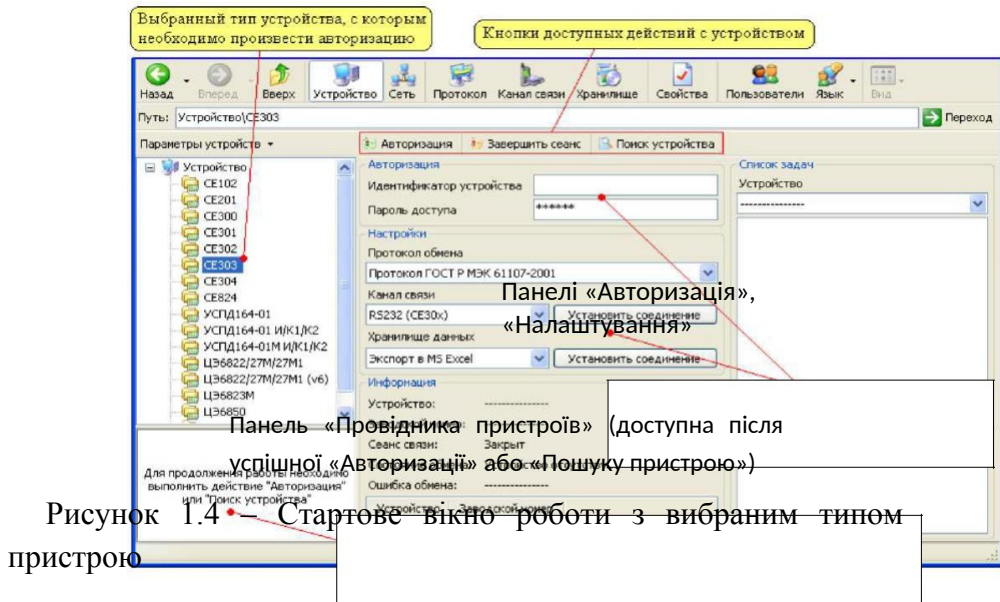 Выбранный тип устройства, с которым
необходимо произвести авторизацию
Кнопки доступных действий с устройством
Назад Вперед Вверх Устройство Сеть Протокол Канал связи Хранилище Свойства Пользователи Язык Вид
Путь: Устройство\CE303 Переход
Параметры устройств
Авторизация Завершить сеанс Поиск устройства
Устройство
CE102
CE201
CE300
CE301
CE302
CE303
CE304
CE824
УСПД164-01
УСПД164-01 И/К1/К2
УСПД164-01М И/К1/К2
ЦЭ6822/27М/27М1
ЦЭ6822/27М/27М1 (v6)
ЦЭ6823М
ЦЭ6850
Для продолжения работы необходимо
выполнить действие "Авторизация"
или "Поиск устройства"
Авторизация
Идентификатор устройства
Пароль доступа ******
Настройки
Протокол обмена
Протокол ГОСТ Р МЭК 61107-2001
Канал связи
RS232 (CE30x) Установить соединение
Хранилище данных
Экспорт в MS Excel Установить соединение
Информация
Устройство: ---------------
Сеанс связи: Закрыт
Ошибка обмена: ---------------
Устройство Заводской номер
Список задач
Устройство
---------------
Панелі «Авторизація»,
«Налаштування»
Панель «Провідника пристроїв» (доступна після
успішної «Авторизації» або «Пошуку пристрою»)
Рисунок 1.4 – Стартове вікно роботи з вибраним типом
пристрою